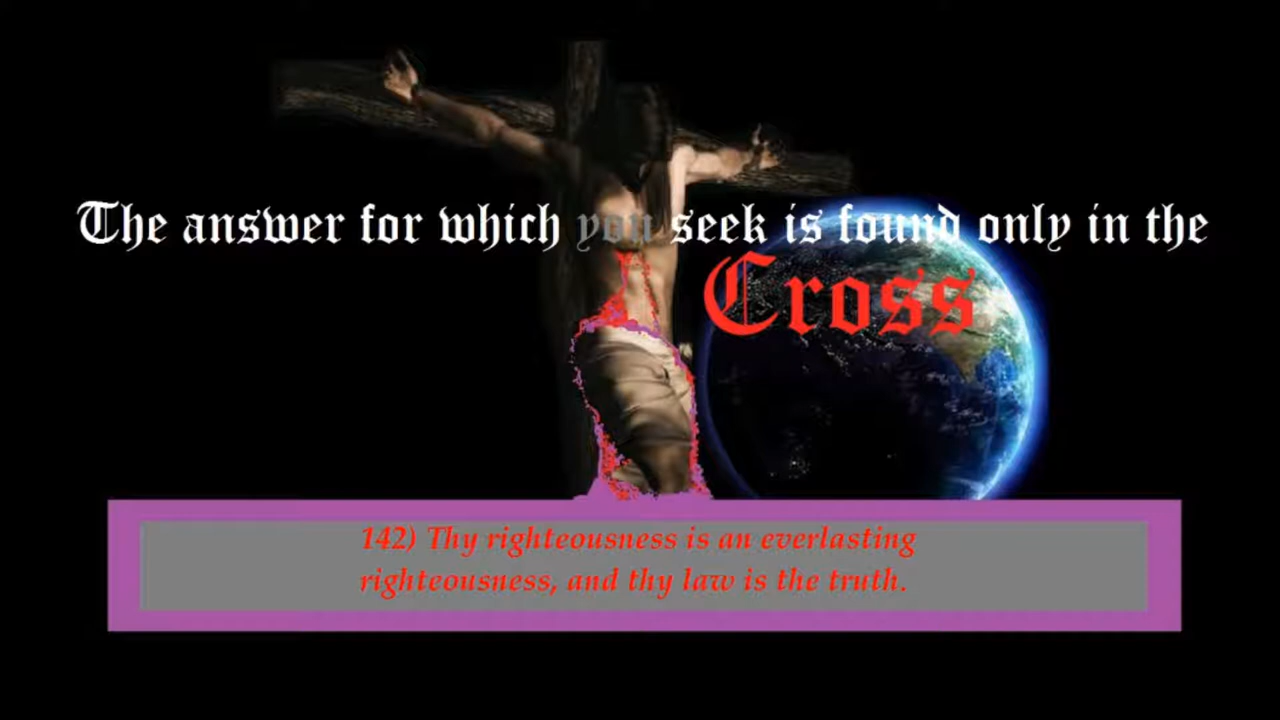 The answer for which you seek is found only in the
Cross
142) Thy righteousness is an everlasting
righteousness, and thy law is the truth.